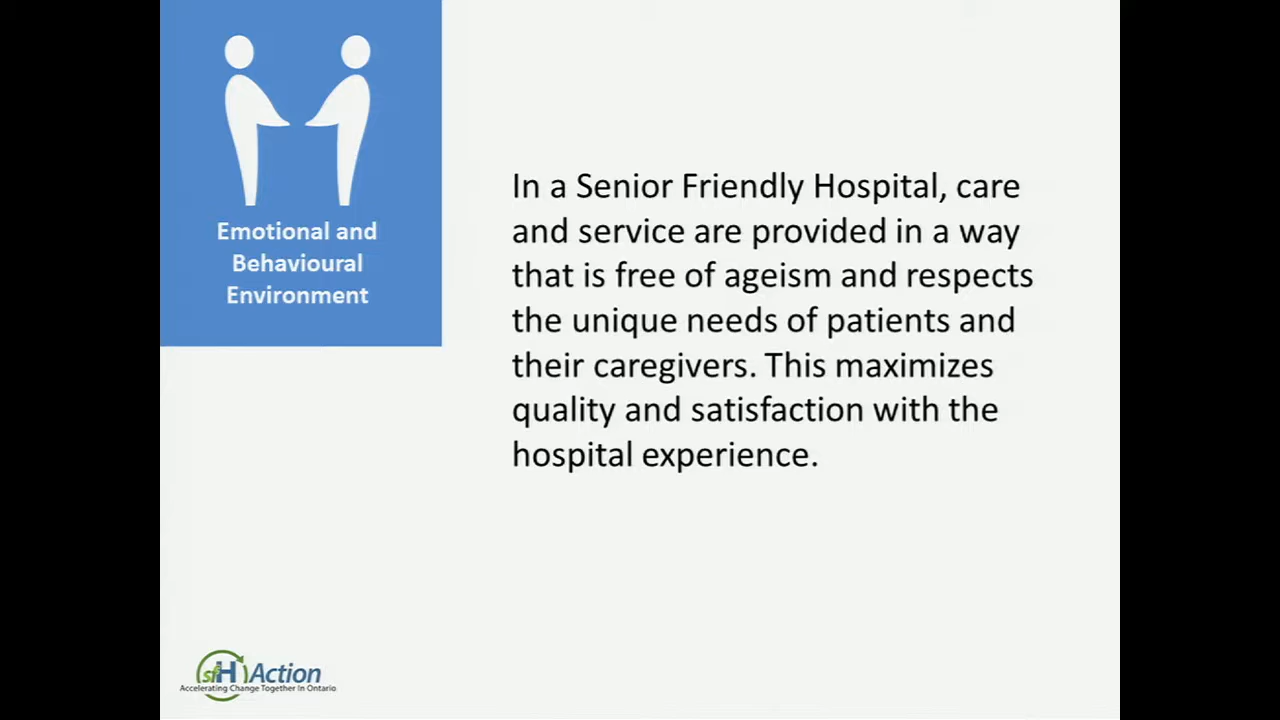 Emotional and
Behavioural
Environment
In a Senior Friendly Hospital, care
and service are provided in a way
that is free of ageism and respects
the unique needs of patients and
their caregivers. This maximizes
quality and satisfaction with the
hospital experience.
sfH Action
Accelerating Change Together In Ontario